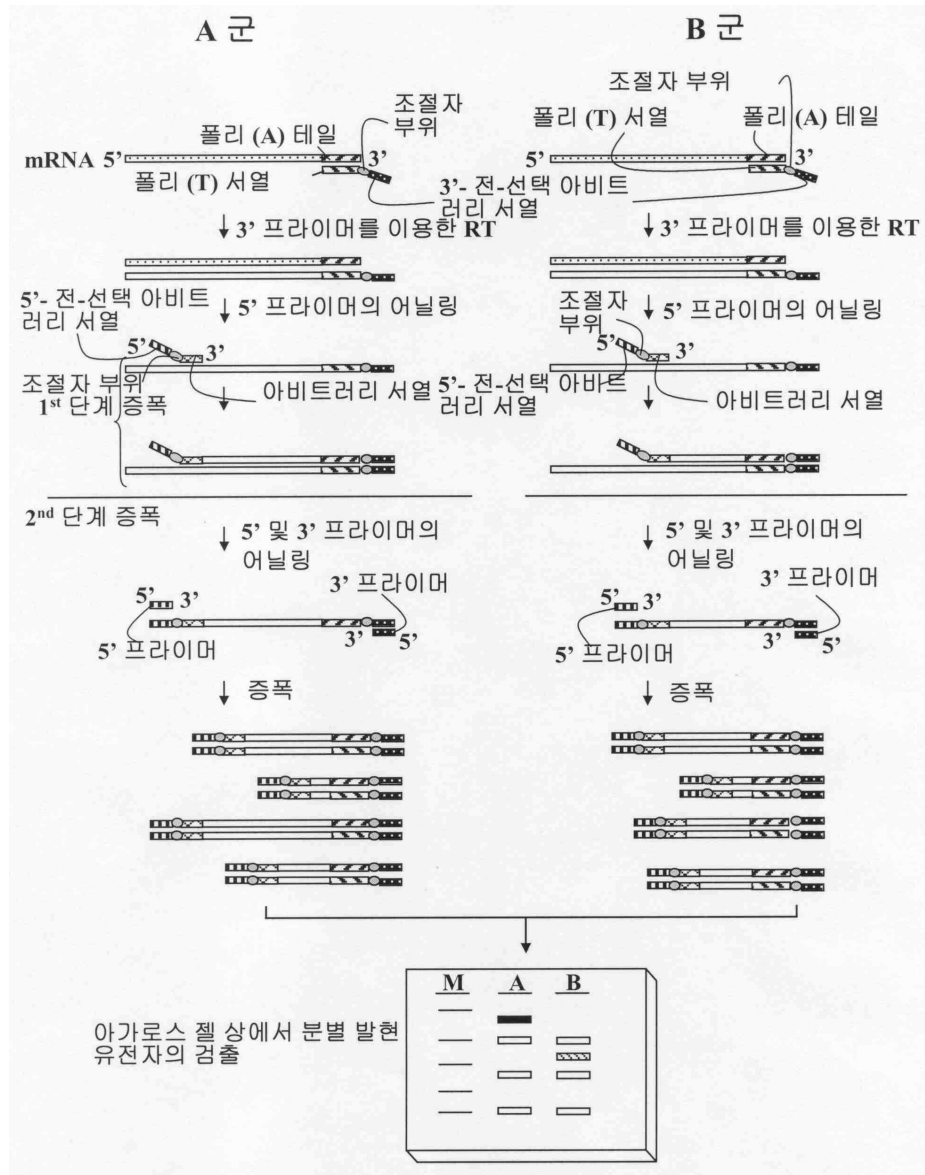 A 군
B 군
조절자
부위
폴리 (A) 테일
mRNA 5’
3’
폴리 (T) 서열
조절자 부위
폴리 (T) 서열
폴리 (A) 테일
5’
3’
3’- 전-선택 아비트
러리 서열
3’ 프라이머를 이용한 RT
3’ 프라이머를 이용한 RT
5’- 전-선택 아비트
러리 서열
5’ 프라이머의 어닐링
5’
3’
조절자 부위
1st 단계 증폭
아비트러리 서열
조절자
부위
5’ 프라이머의 어닐링
5’
3’
5’- 전-선택 아비트
러리 서열
아비트러리 서열
2nd 단계 증폭
5’ 및 3’ 프라이머의
어닐링
3’ 프라이머
5’
3’
3’
5’
5’ 프라이머
5’ 및 3’ 프라이머의
어닐링
3’ 프라이머
5’
3’
3’
5’
5’ 프라이머
증폭
증폭
M A B
아가로스 젤 상에서 분별 발현
유전자의 검출